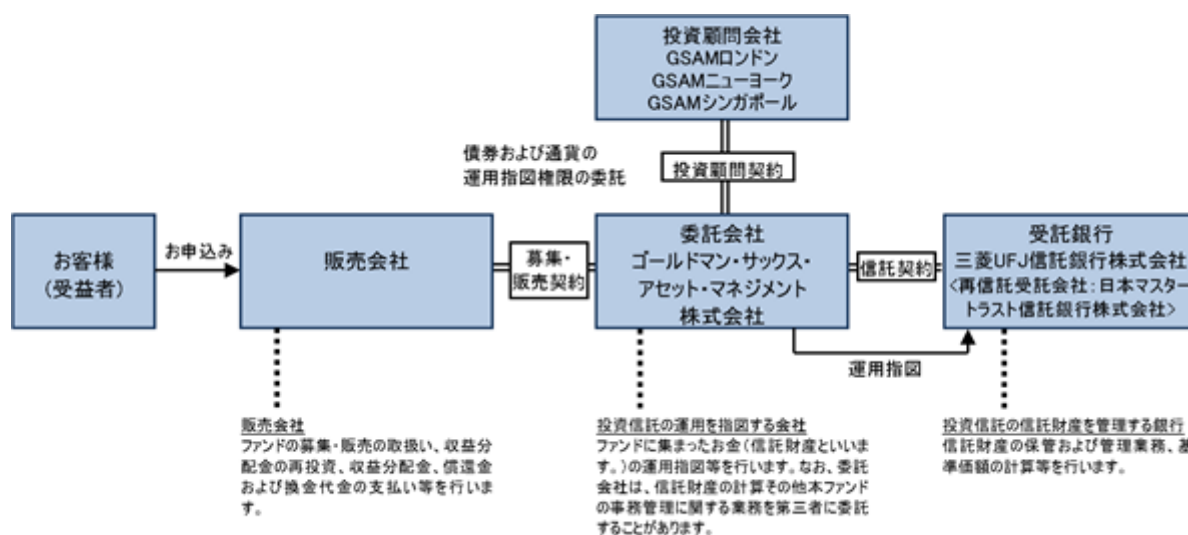 投資顧問会社
GSAMロンドン
GSAMニューヨーク
GSAMシンガポール
債券および通貨の
運用指図権限の委託
投資顧問契約
お客様
(受益者)
お申込み
販売会社
募集・
販売契約
委託会社
ゴールドマン・サックス・
アセット・マネジメント
株式会社
信託契約
受託銀行
三菱UFJ信託銀行株式会社
<再信託受託会社:日本マスター
トラスト信託銀行株式会社>
運用指図
販売会社
ファンドの募集・販売の取扱い、収益分
配金の再投資、収益分配金、償還金
および換金代金の支払い等を行いま
す。
投資信託の運用を指図する会社
ファンドに集まったお金(信託財産といいま
す。)の運用指図等を行います。なお、委託
会社は、信託財産の計算その他本ファンド
の事務管理に関する業務を第三者に委託
することがあります。
投資信託の信託財産を管理する銀行
信託財産の保管および管理業務、基
準価額の計算等を行います。